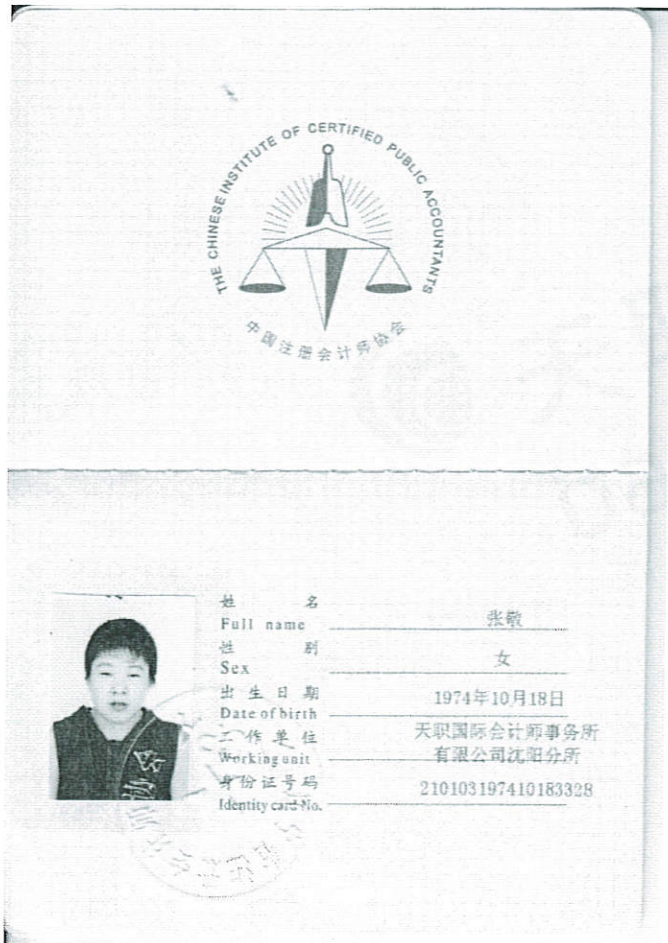 THE CHINESE INSTITUTE OF CERTIFIED PUBLIC ACCOUNTANTS
中国注册会计师协会
姓 名 张敏
Full name
性 别 女
Sex
出生日期 1974年10月18日
Date of birth
工作单位 天职国际会计师事务所
Working unit 有限公司沈阳分所
身份证号码 210103197410183328
Identity card No.